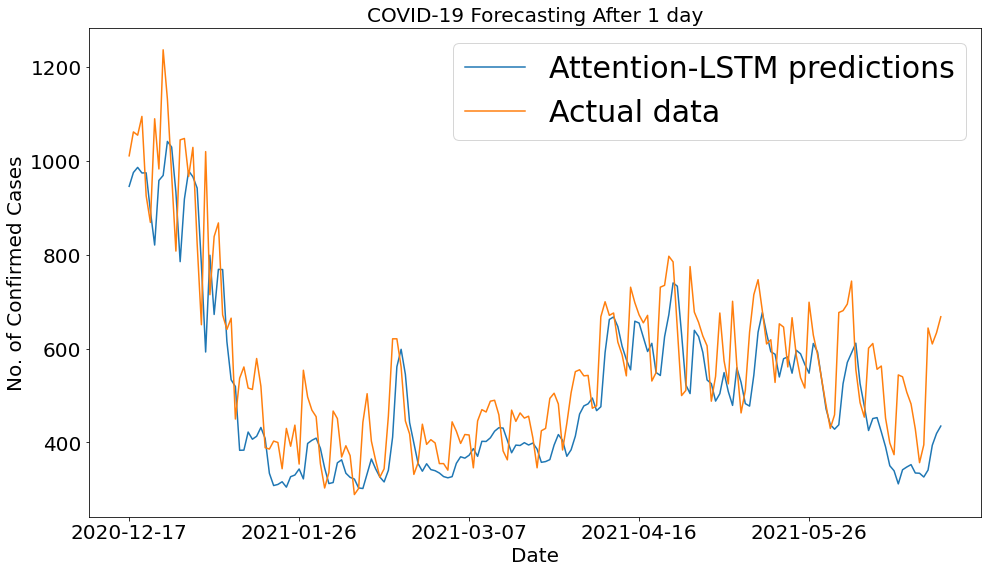 COVID-19 Forecasting After 1 day
Attention-LSTM predictions
Actual data
No. of Confirmed Cases
1200
1000
800
600
400
2020-12-17
2021-01-26
2021-03-07
2021-04-16
2021-05-26
Date